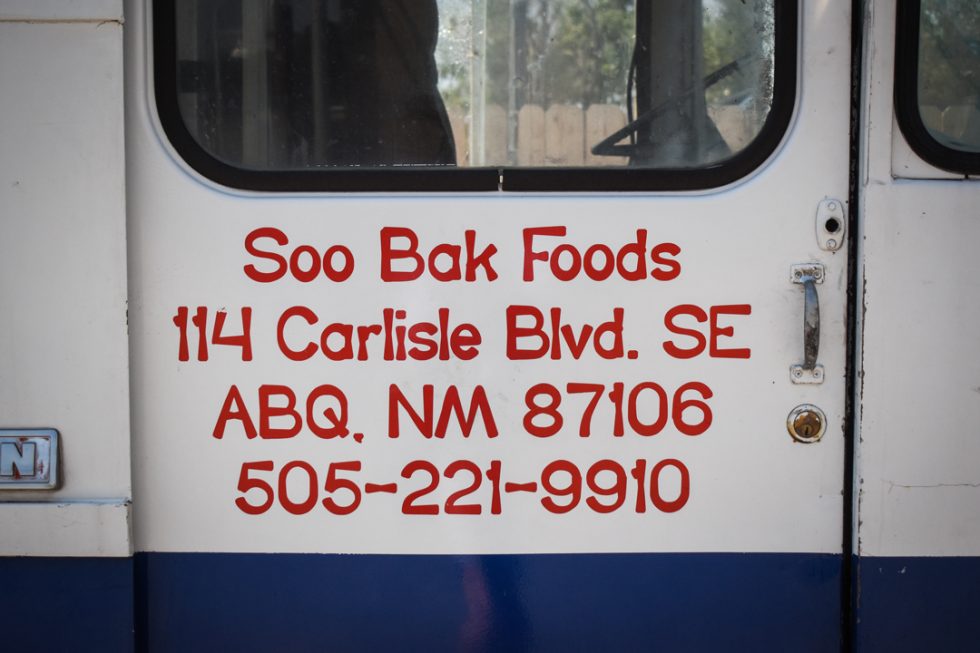 Soo Bak Foods
114 Carlisle Blvd. SE
ABQ, NM 87106
505-221-9910
N